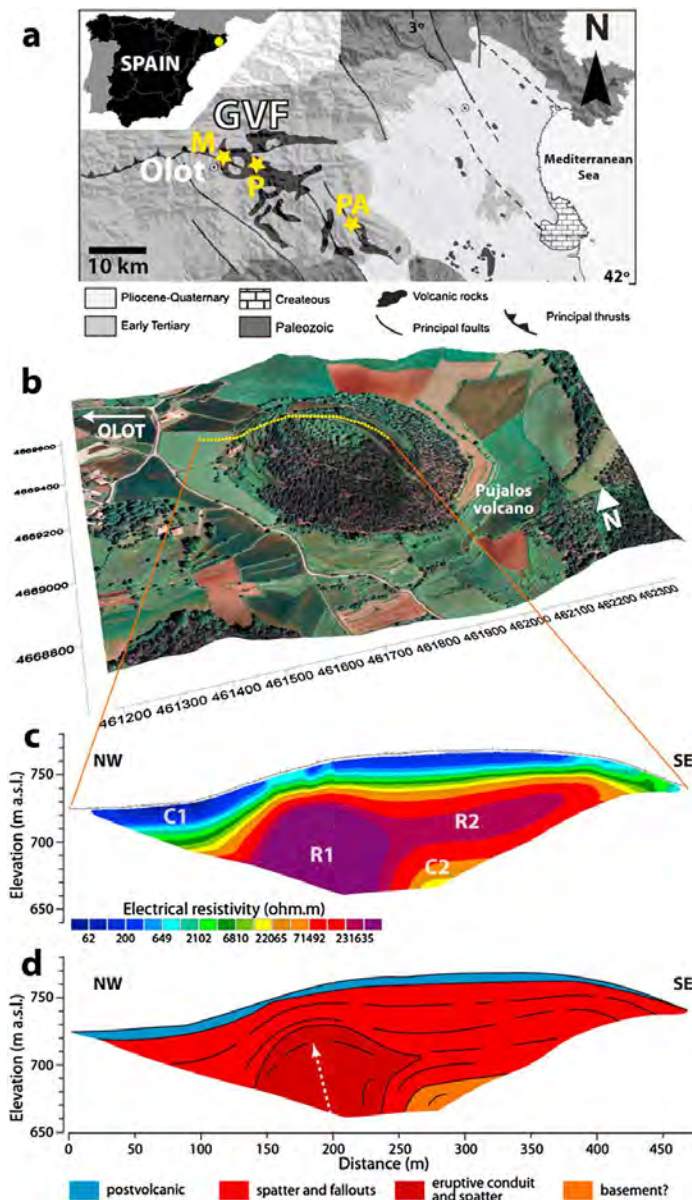 a
SPAIN
3°
N
GVF
M
Olot
P
PA
Mediterranean
Sea
10 km
42°
Pliocene-Quaternary
Createous
Volcanic rocks
Early Tertiary
Paleozoic
Principal faults
Principal thrusts
b
OLOT
Pujalos
volcano
N
4669600
4669400
4669200
4669000
4668800
461200 461300 461400 461500 461600 461700 461800 461900 462000 462100 462200 462300
c
NW
SE
Elevation (m a.s.l.)
750
700
650
C1
R1
R2
C2
Electrical resistivity (ohm.m)
62 200 649 2102 6810 22065 71492 231635
d
NW
SE
Elevation (m a.s.l.)
750
700
650
0 50 100 150 200 250 300 350 400 450
Distance (m)
postvolcanic
spatter and fallouts
eruptive conduit
and spatter
basement?